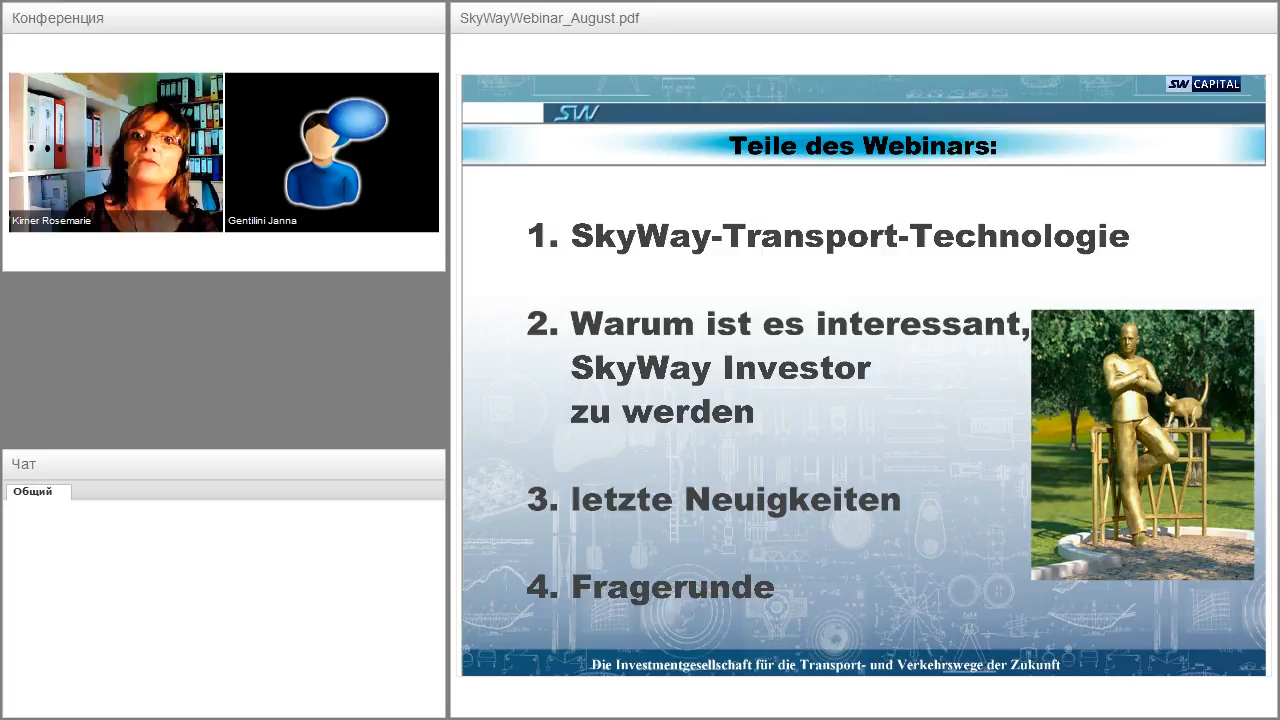 Конференция
Kirner Rosemarie
Gentilini Janna
Чат
Общий
SkyWayWebinar_August.pdf
SW CAPITAL
SW
Teile des Webinars:
1. SkyWay-Transport-Technologie
2. Warum ist es interessant,
SkyWay Investor
zu werden
3. letzte Neuigkeiten
4. Fragerunde
Die Investmentgesellschaft für die Transport- und Verkehrswege der Zukunft